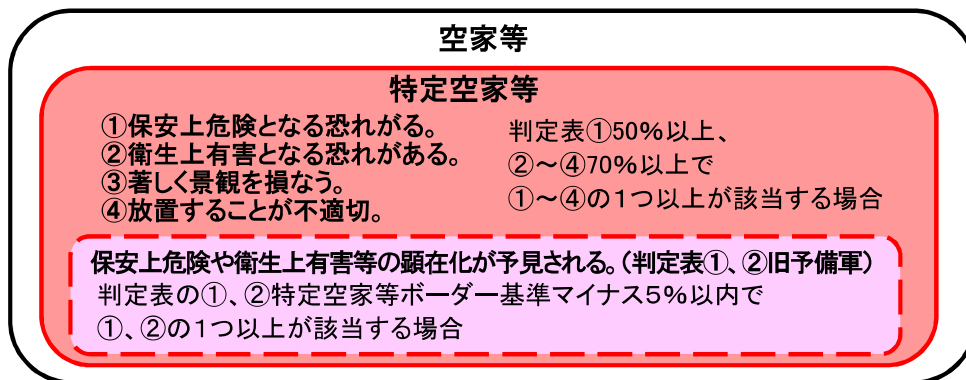 空家等
特定空家等
①保安上危険となる恐れがる。
②衛生上有害となる恐れがある。
③著しく景観を損なう。
④放置することが不適切。
判定表①50%以上、
②～④70%以上で
①～④の1つ以上が該当する場合
保安上危険や衛生上有害等の顕在化が予見される。(判定表①、②旧予備軍)
判定表の①、②特定空家等ボーダー基準マイナス5%以内で
①、②の1つ以上が該当する場合